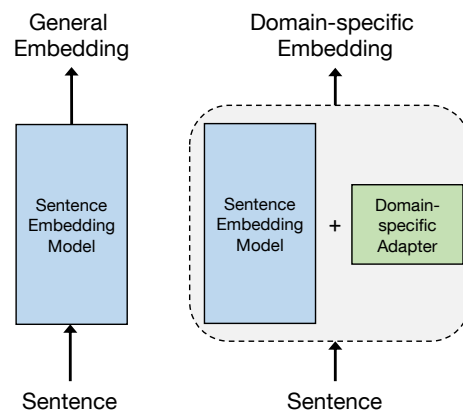 General
Embedding
Sentence
Embedding
Model
Sentence
Domain-specific
Embedding
Sentence
Embedding
Model
+
Domain-
specific
Adapter
Sentence